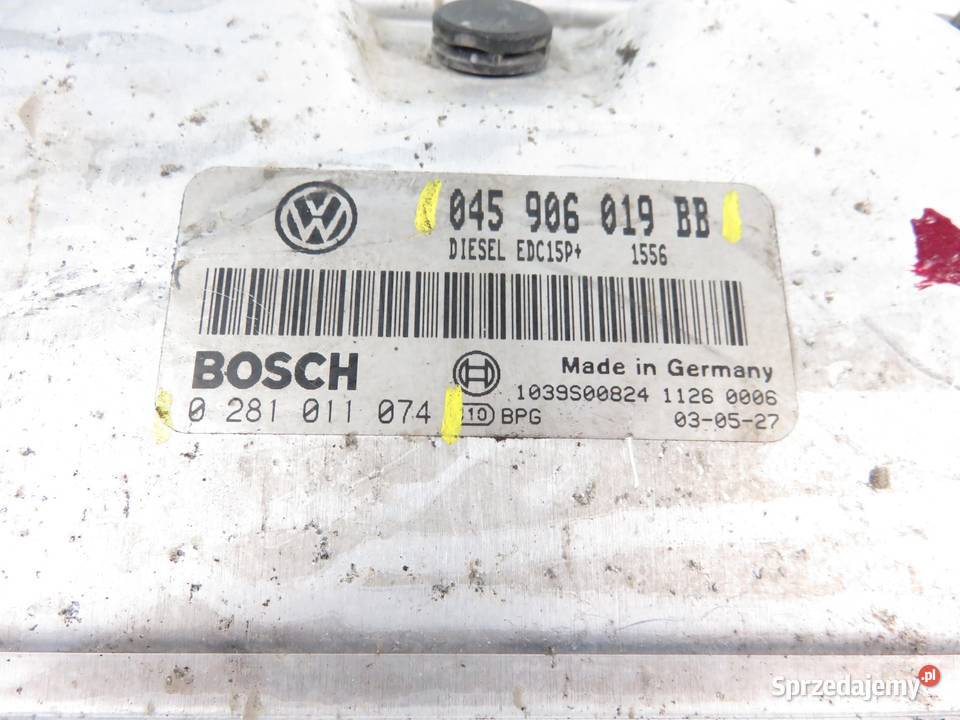 045 906 019 BB
DIESEL EDC15P+ 1556
BOSCH
Made in Germany
1039S00824 1126 0006
0 281 011 074
10 BPG
03-05-27
Sprzedajemy.pl